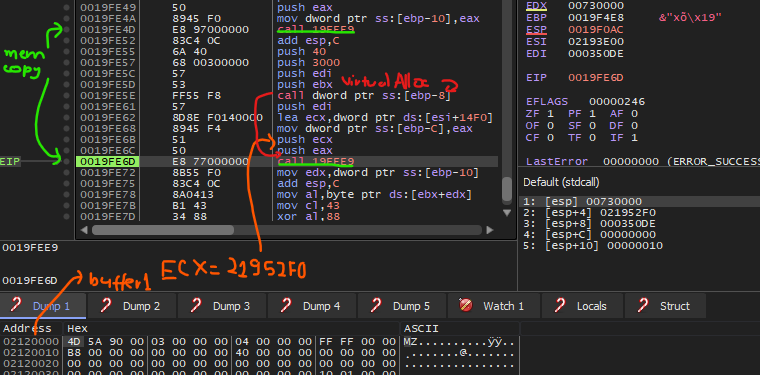 0019FE49 50 push eax
0019FE4A 8945 F0 mov dword ptr ss:[ebp-10],eax
0019FE4D E8 97000000 call 19FEE9
0019FE52 83C4 0C add esp,C
0019FE55 6A 40 push 40
0019FE57 68 00300000 push 3000
0019FE5C 57 push edi
0019FE5D 53 push ebx
0019FE5E FF55 F8 call dword ptr ss:[ebp-8]
0019FE61 57 push edi
0019FE62 8D8E F0140000 lea ecx,dword ptr ds:[esi+14F0]
0019FE68 8945 F4 mov dword ptr ss:[ebp-C],eax
0019FE6B 51 push ecx
0019FE6C 50 push eax
0019FE6D E8 77000000 call 19FEE9
0019FE72 8B55 F0 mov edx,dword ptr ss:[ebp-10]
0019FE75 83C4 0C add esp,C
0019FE78 8A0413 mov al,byte ptr ds:[ebx+edx]
0019FE7B B1 43 mov cl,43
0019FE7D 34 88 xor al,88
mem
copy
virtualAlloc 2
EIP
EDX 00730000
EBP 0019F4E8 &"xô\x19"
ESP 0019F0AC
ESI 02193E00
EDI 000350DE
EIP 0019FE6D
EFLAGS 00000246
ZF 1 PF 1 AF 0
OF 0 SF 0 DF 0
CF 0 TF 0 IF 1
LastError 00000000 (ERROR_SUCCESS
Default (stdcall)
1: [esp] 00730000
2: [esp+4] 021952F0
3: [esp+8] 000350DE
4: [esp+C] 00000000
5: [esp+10] 00000010
0019FEE9
0019FE6D
buffer1
ECX=21952F0
Dump 1 Dump 2 Dump 3 Dump 4 Dump 5 Watch 1 Locals Struct
Address Hex ASCII
02120000 4D 5A 90 00 03 00 00 00 04 00 00 00 FF FF 00 00 MZ..........ÿÿ..
02120010 B8 00 00 00 00 00 00 00 40 00 00 00 00 00 00 00 ........@.......
02120020 00 00 00 00 00 00 00 00 00 00 00 00 00 00 00 00 ................